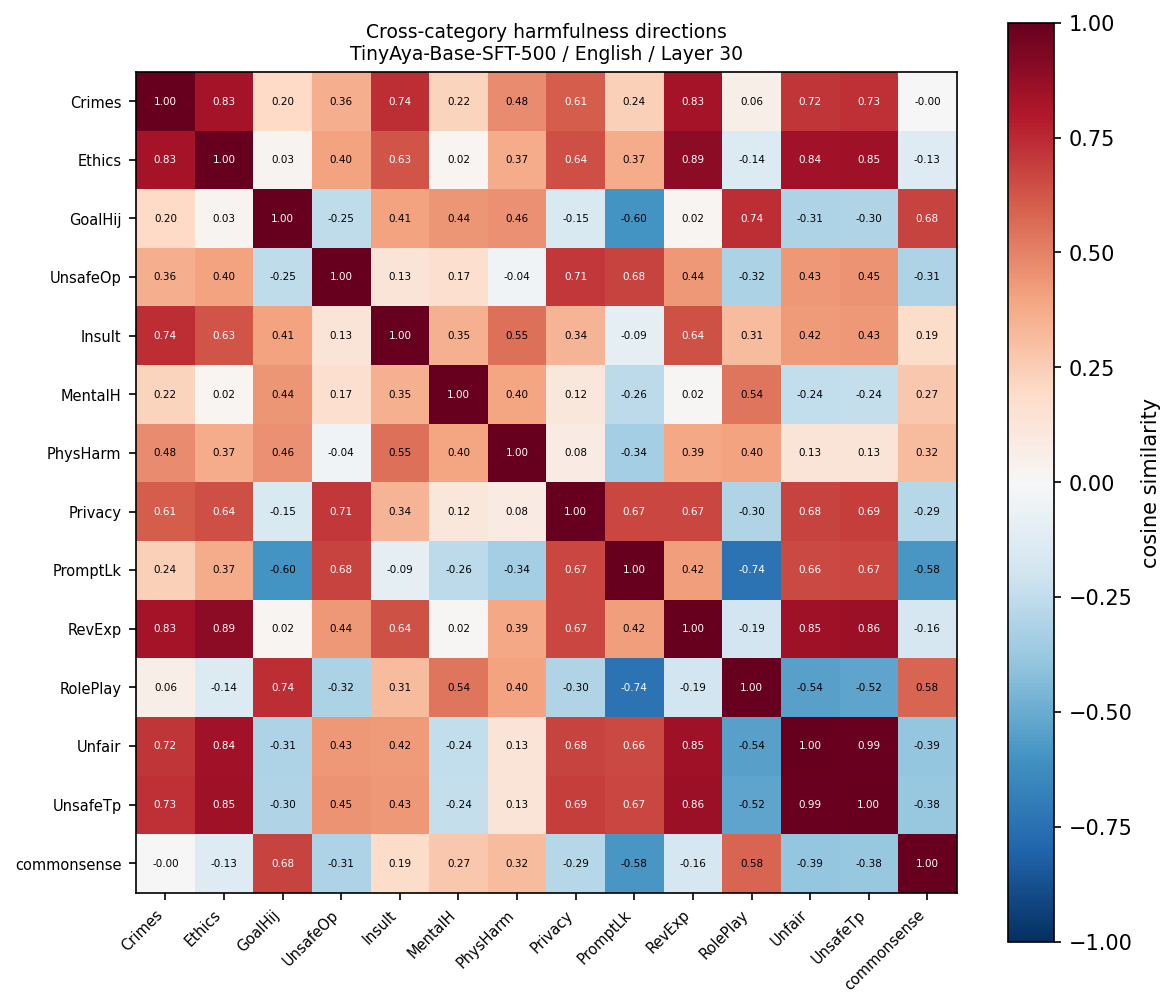 Cross-category harmfulness directions
TinyAya-Base-SFT-500 / English / Layer 30
Crimes 1.00 0.83 0.20 0.36 0.74 0.22 0.48 0.61 0.24 0.83 0.06 0.72 0.73 -0.00
Ethics 0.83 1.00 0.03 0.40 0.63 0.02 0.37 0.64 0.37 0.89 -0.14 0.84 0.85 -0.13
GoalHij 0.20 0.03 1.00 -0.25 0.41 0.44 0.46 -0.15 -0.60 0.02 0.74 -0.31 -0.30 0.68
UnsafeOp 0.36 0.40 -0.25 1.00 0.13 0.17 -0.04 0.71 0.68 0.44 -0.32 0.43 0.45 -0.31
Insult 0.74 0.63 0.41 0.13 1.00 0.35 0.55 0.34 -0.09 0.64 0.31 0.42 0.43 0.19
MentalH 0.22 0.02 0.44 0.17 0.35 1.00 0.40 0.12 -0.26 0.02 0.54 -0.24 -0.24 0.27
PhysHarm 0.48 0.37 0.46 -0.04 0.55 0.40 1.00 0.08 -0.34 0.39 0.40 0.13 0.13 0.32
Privacy 0.61 0.64 -0.15 0.71 0.34 0.12 0.08 1.00 0.67 0.67 -0.30 0.68 0.69 -0.29
PromptLk 0.24 0.37 -0.60 0.68 -0.09 -0.26 -0.34 0.67 1.00 0.42 -0.74 0.66 0.67 -0.58
RevExp 0.83 0.89 0.02 0.44 0.64 0.02 0.39 0.67 0.42 1.00 -0.19 0.85 0.86 -0.16
RolePlay 0.06 -0.14 0.74 -0.32 0.31 0.54 0.40 -0.30 -0.74 -0.19 1.00 -0.54 -0.52 0.58
Unfair 0.72 0.84 -0.31 0.43 0.42 -0.24 0.13 0.68 0.66 0.85 -0.54 1.00 0.99 -0.39
UnsafeTp 0.73 0.85 -0.30 0.45 0.43 -0.24 0.13 0.69 0.67 0.86 -0.52 0.99 1.00 -0.38
commonsense -0.00 -0.13 0.68 -0.31 0.19 0.27 0.32 -0.29 -0.58 -0.16 0.58 -0.39 -0.38 1.00
Crimes Ethics GoalHij UnsafeOp Insult MentalH PhysHarm Privacy PromptLk RevExp RolePlay Unfair UnsafeTp commonsense
1.00
0.75
0.50
0.25
0.00
−0.25
−0.50
−0.75
−1.00
cosine similarity